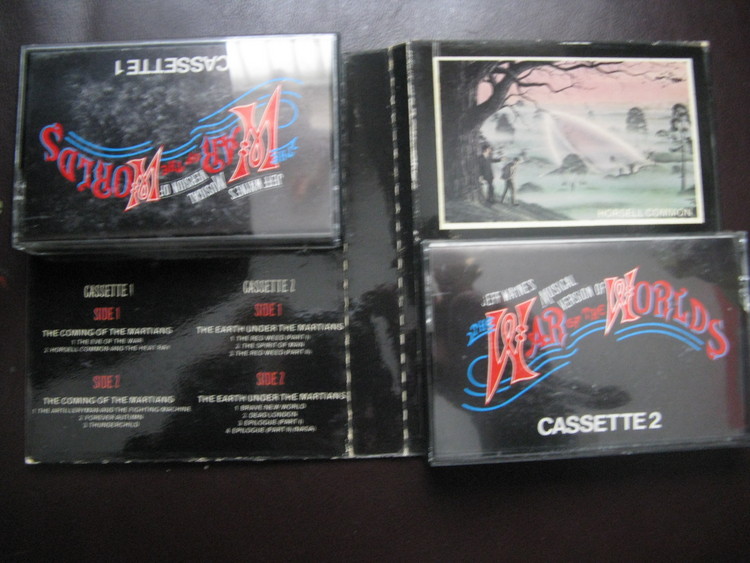 CASSETTE 1
JEFF WAYNE'S
MUSICAL
VERSION OF
THE
WAR OF THE WORLDS
HORSELL COMMON
CASSETTE 1
SIDE 1
THE COMING OF THE MARTIANS
1. THE EVE OF THE WAR
2. HORSELL COMMON AND THE HEAT RAY
SIDE 2
THE COMING OF THE MARTIANS
1. THE ARTILLERYMAN AND THE FIGHTING MACHINE
2. FOREVER AUTUMN
3. THUNDERCHILD
CASSETTE 2
SIDE 1
THE EARTH UNDER THE MARTIANS
1. THE RED WEED (PART I)
2. THE SPIRIT OF MAN
3. THE RED WEED (PART II)
SIDE 2
THE EARTH UNDER THE MARTIANS
1. BRAVE NEW WORLD
2. DEAD LONDON
3. EPILOGUE (PART I)
4. EPILOGUE (PART II) (NASA)
JEFF WAYNE'S
MUSICAL
VERSION OF
THE
WAR OF THE WORLDS
CASSETTE 2